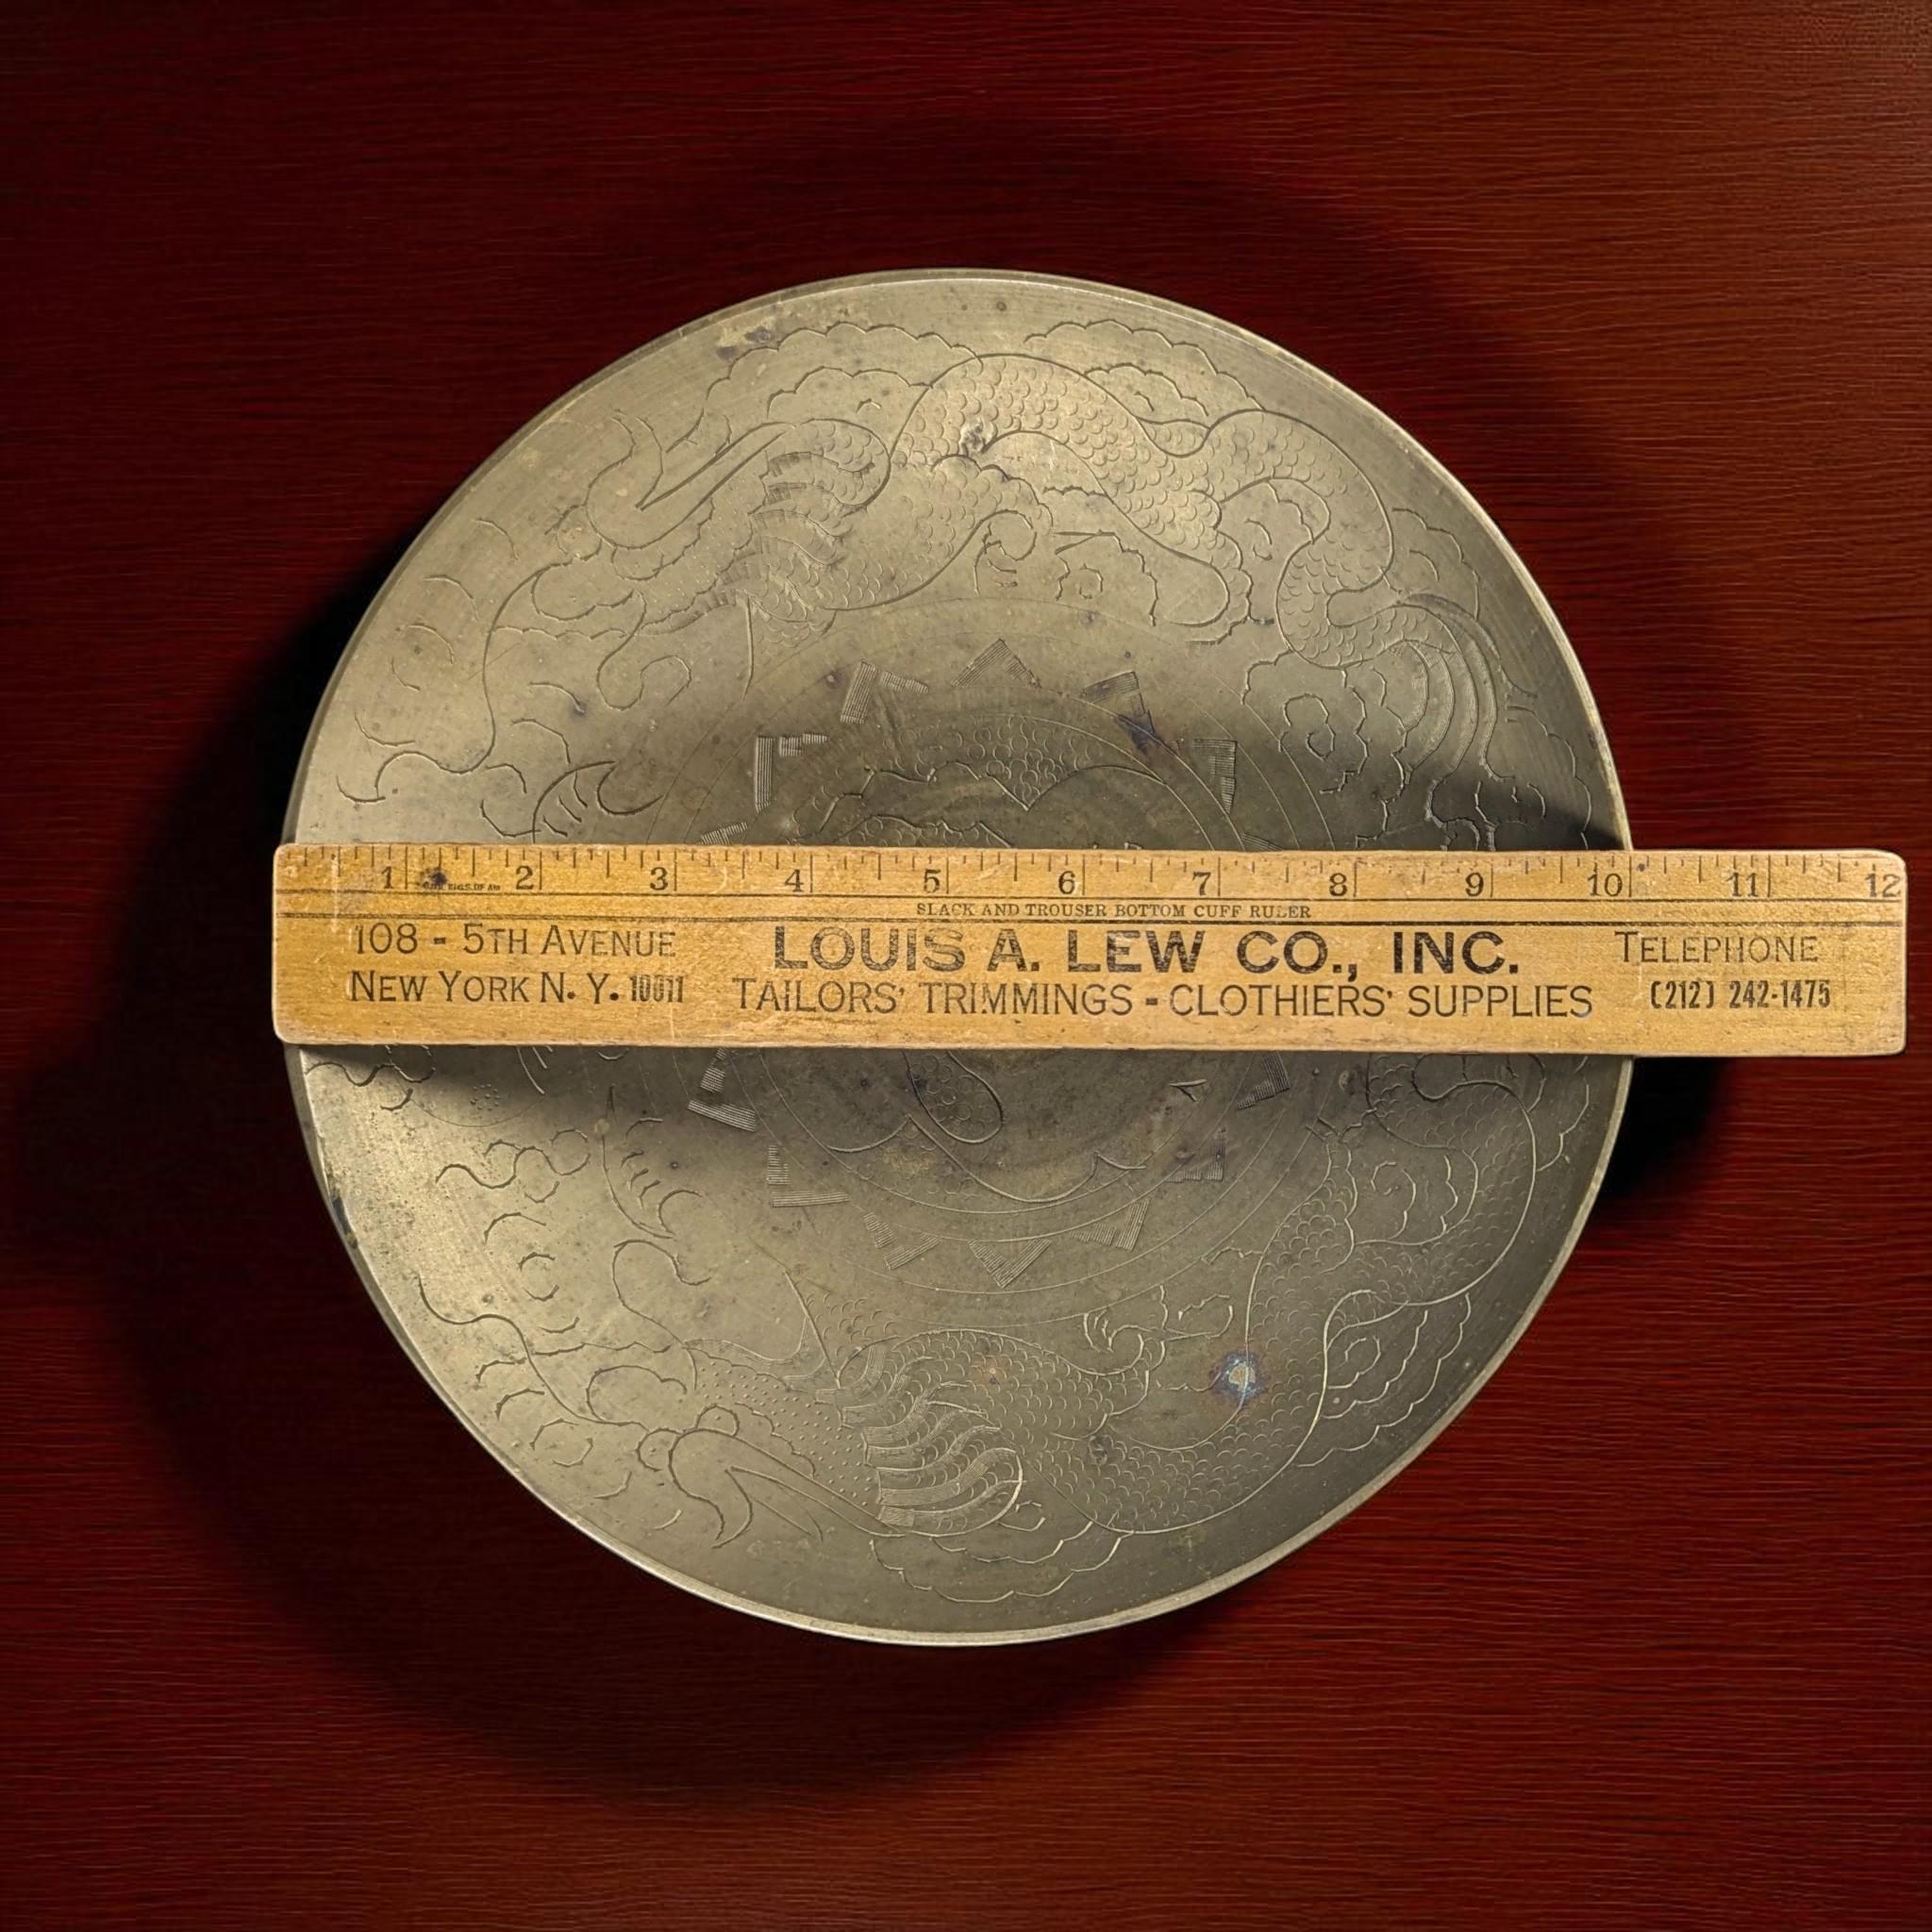 1 2 3 4 5 6 7 8 9 10 11 12
SLACK AND TROUSER BOTTOM CUFF RULER
108 - 5TH AVENUE LOUIS A. LEW CO., INC. TELEPHONE
NEW YORK N. Y. 10011 TAILORS' TRIMMINGS - CLOTHIERS' SUPPLIES (212) 242-1475